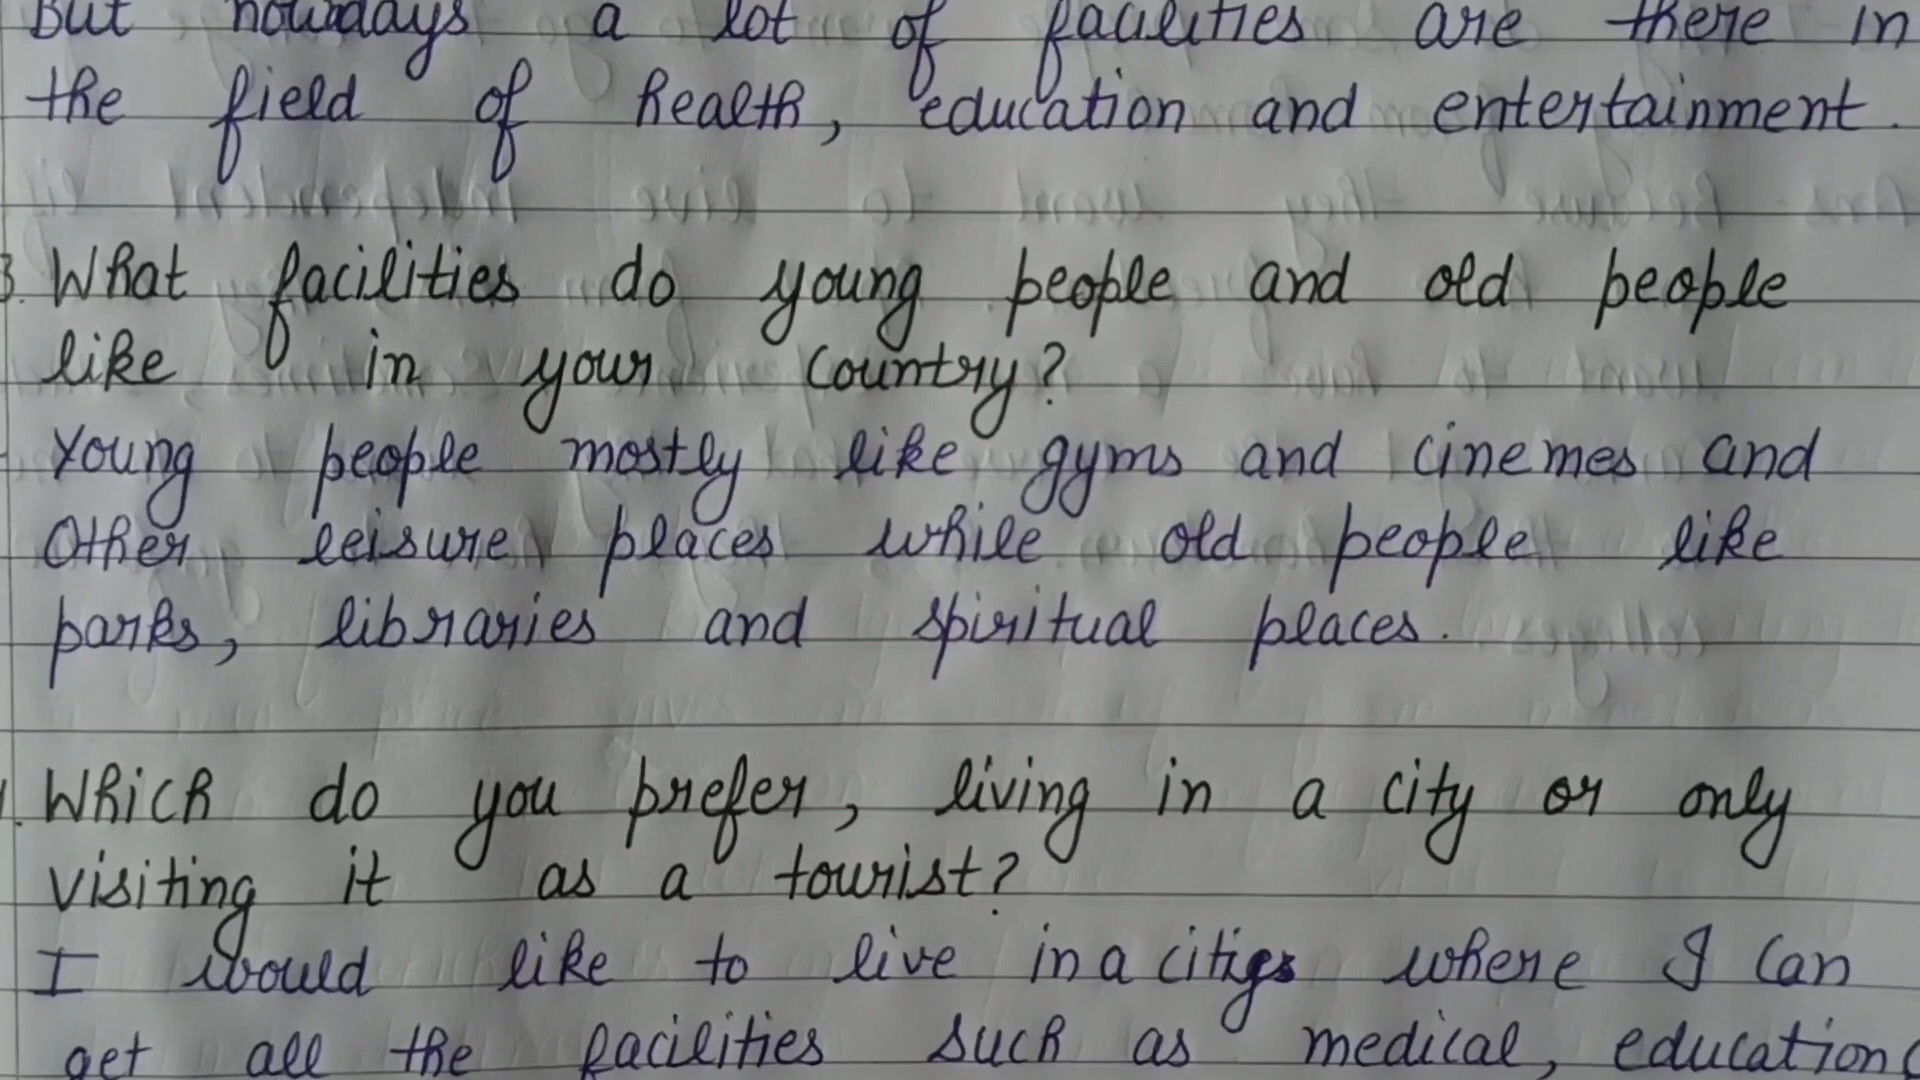 But nowdays a lot of facilities are there in
the field of health, education and entertainment.
3. What facilities do young people and old people
like in your country?
Young people mostly like gyms and cinemes and
other leisure places while old people like
parks, libraries and spiritual places.
Which do you prefer, living in a city or only
visiting it as a tourist?
I would like to live in a where I can
get all the facilities such as medical, education